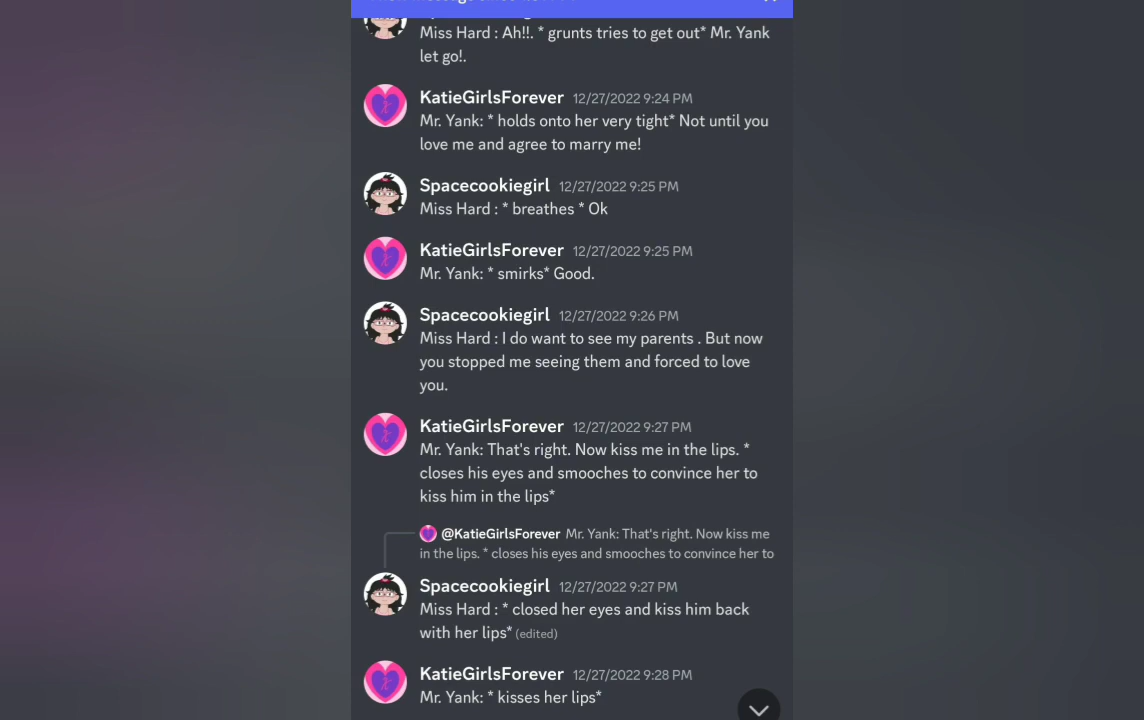 Miss Hard : Ah!!. * grunts tries to get out* Mr. Yank
let go!.
KatieGirlsForever 12/27/2022 9:24 PM
Mr. Yank: * holds onto her very tight* Not until you
love me and agree to marry me!
Spacecookiegirl 12/27/2022 9:25 PM
Miss Hard : * breathes * Ok
KatieGirlsForever 12/27/2022 9:25 PM
Mr. Yank: * smirks* Good.
Spacecookiegirl 12/27/2022 9:26 PM
Miss Hard : I do want to see my parents . But now
you stopped me seeing them and forced to love
you.
KatieGirlsForever 12/27/2022 9:27 PM
Mr. Yank: That's right. Now kiss me in the lips. *
closes his eyes and smooches to convince her to
kiss him in the lips*
@KatieGirlsForever Mr. Yank: That's right. Now kiss me
in the lips. * closes his eyes and smooches to convince her to
Spacecookiegirl 12/27/2022 9:27 PM
Miss Hard : * closed her eyes and kiss him back
with her lips* (edited)
KatieGirlsForever 12/27/2022 9:28 PM
Mr. Yank: * kisses her lips*